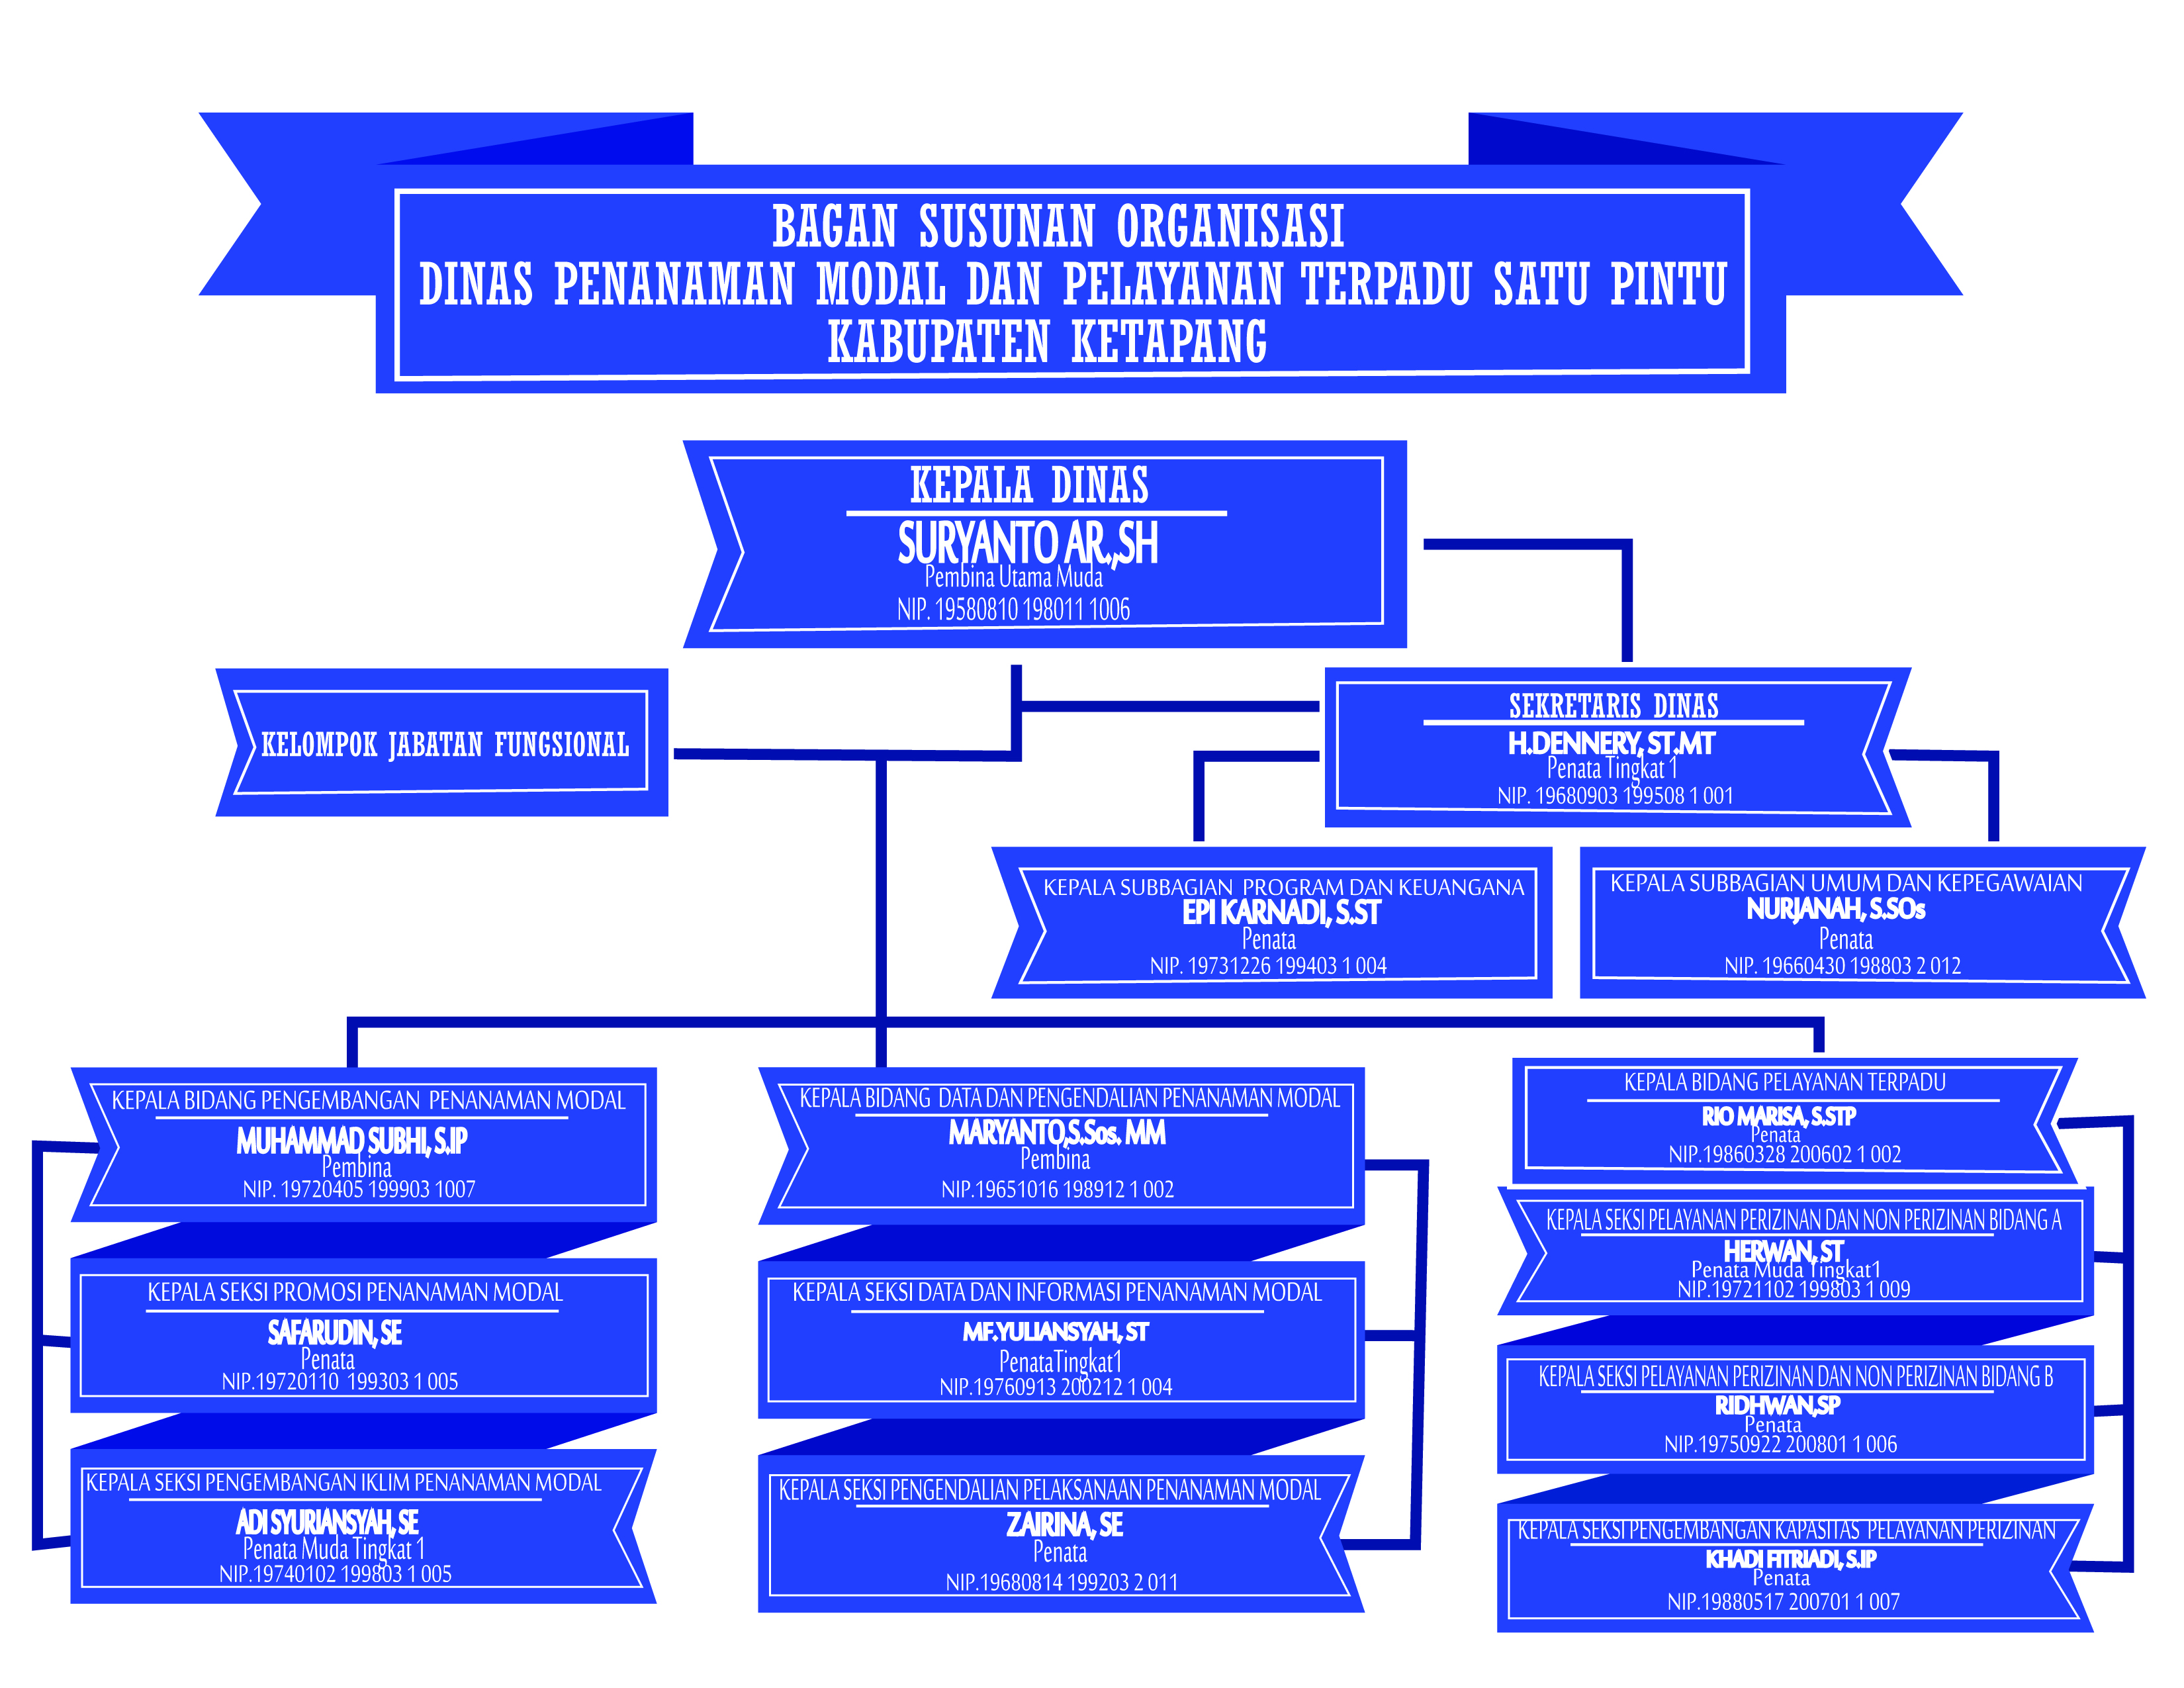 BAGAN SUSUNAN ORGANISASI
DINAS PENANAMAN MODAL DAN PELAYANAN TERPADU SATU PINTU
KABUPATEN KETAPANG
KEPALA DINAS
SURYANTO AR.,SH
Pembina Utama Muda
NIP. 19580810 198011 1006
KELOMPOK JABATAN FUNGSIONAL
SEKRETARIS DINAS
H.DENNERY, ST.MT
Penata Tingkat 1
NIP. 19680903 199508 1 001
KEPALA SUBBAGIAN PROGRAM DAN KEUANGANA
EPI KARNADI, S.ST
Penata
NIP. 19731226 199403 1 004
KEPALA SUBBAGIAN UMUM DAN KEPEGAWAIAN
NURJANAH, S.SOs
Penata
NIP. 19660430 198803 2 012
KEPALA BIDANG PENGEMBANGAN PENANAMAN MODAL
MUHAMMAD SUBHI, S.IP
Pembina
NIP. 19720405 199903 1007
KEPALA SEKSI PROMOSI PENANAMAN MODAL
SAFARUDIN, SE
Penata
NIP.19720110 199303 1 005
KEPALA SEKSI PENGEMBANGAN IKLIM PENANAMAN MODAL
ADI SYURIANSYAH, SE
Penata Muda Tingkat 1
NIP.19740102 199803 1 005
KEPALA BIDANG DATA DAN PENGENDALIAN PENANAMAN MODAL
MARYANTO,S.Sos. MM
Pembina
NIP.19651016 198912 1 002
KEPALA SEKSI DATA DAN INFORMASI PENANAMAN MODAL
MF.YULIANSYAH, ST
PenataTingkat1
NIP.19760913 200212 1 004
KEPALA SEKSI PENGENDALIAN PELAKSANAAN PENANAMAN MODAL
ZAIRINA, SE
Penata
NIP.19680814 199203 2 011
KEPALA BIDANG PELAYANAN TERPADU
RIO MARISA, S.STP
Penata
NIP.19860328 200602 1 002
KEPALA SEKSI PELAYANAN PERIZINAN DAN NON PERIZINAN BIDANG A
HERWAN, ST
Penata Muda Tingkat1
NIP.19721102 199803 1 009
KEPALA SEKSI PELAYANAN PERIZINAN DAN NON PERIZINAN BIDANG B
RIDHWAN,SP
Penata
NIP.19750922 200801 1 006
KEPALA SEKSI PENGEMBANGAN KAPASITAS PELAYANAN PERIZINAN
KHADI FITRIADI, S.IP
Penata
NIP.19880517 200701 1 007